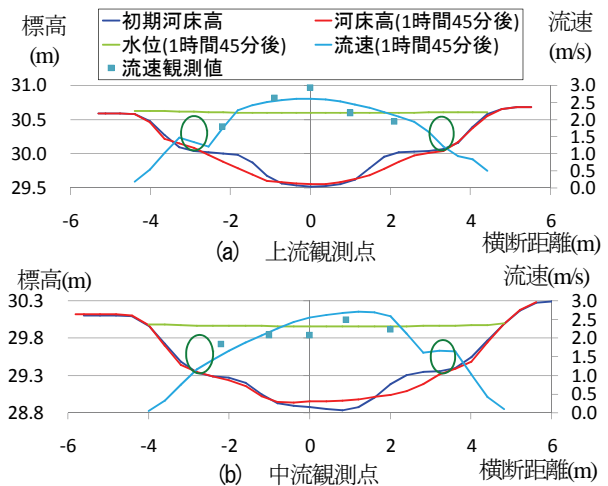 標高
(m)
初期河床高
河床高(1時間45分後)
水位(1時間45分後)
流速(1時間45分後)
流速観測値
流速
(m/s)
31.0
30.5
30.0
29.5
3.0
2.5
2.0
1.5
1.0
0.5
0.0
-6
-4
-2
0
2
4
6
(a) 上流観測点
横断距離(m)
標高(m)
流速(m/s)
30.3
29.8
29.3
28.8
3.0
2.5
2.0
1.5
1.0
0.5
0.0
-6
-4
-2
0
2
4
6
(b) 中流観測点
横断距離(m)